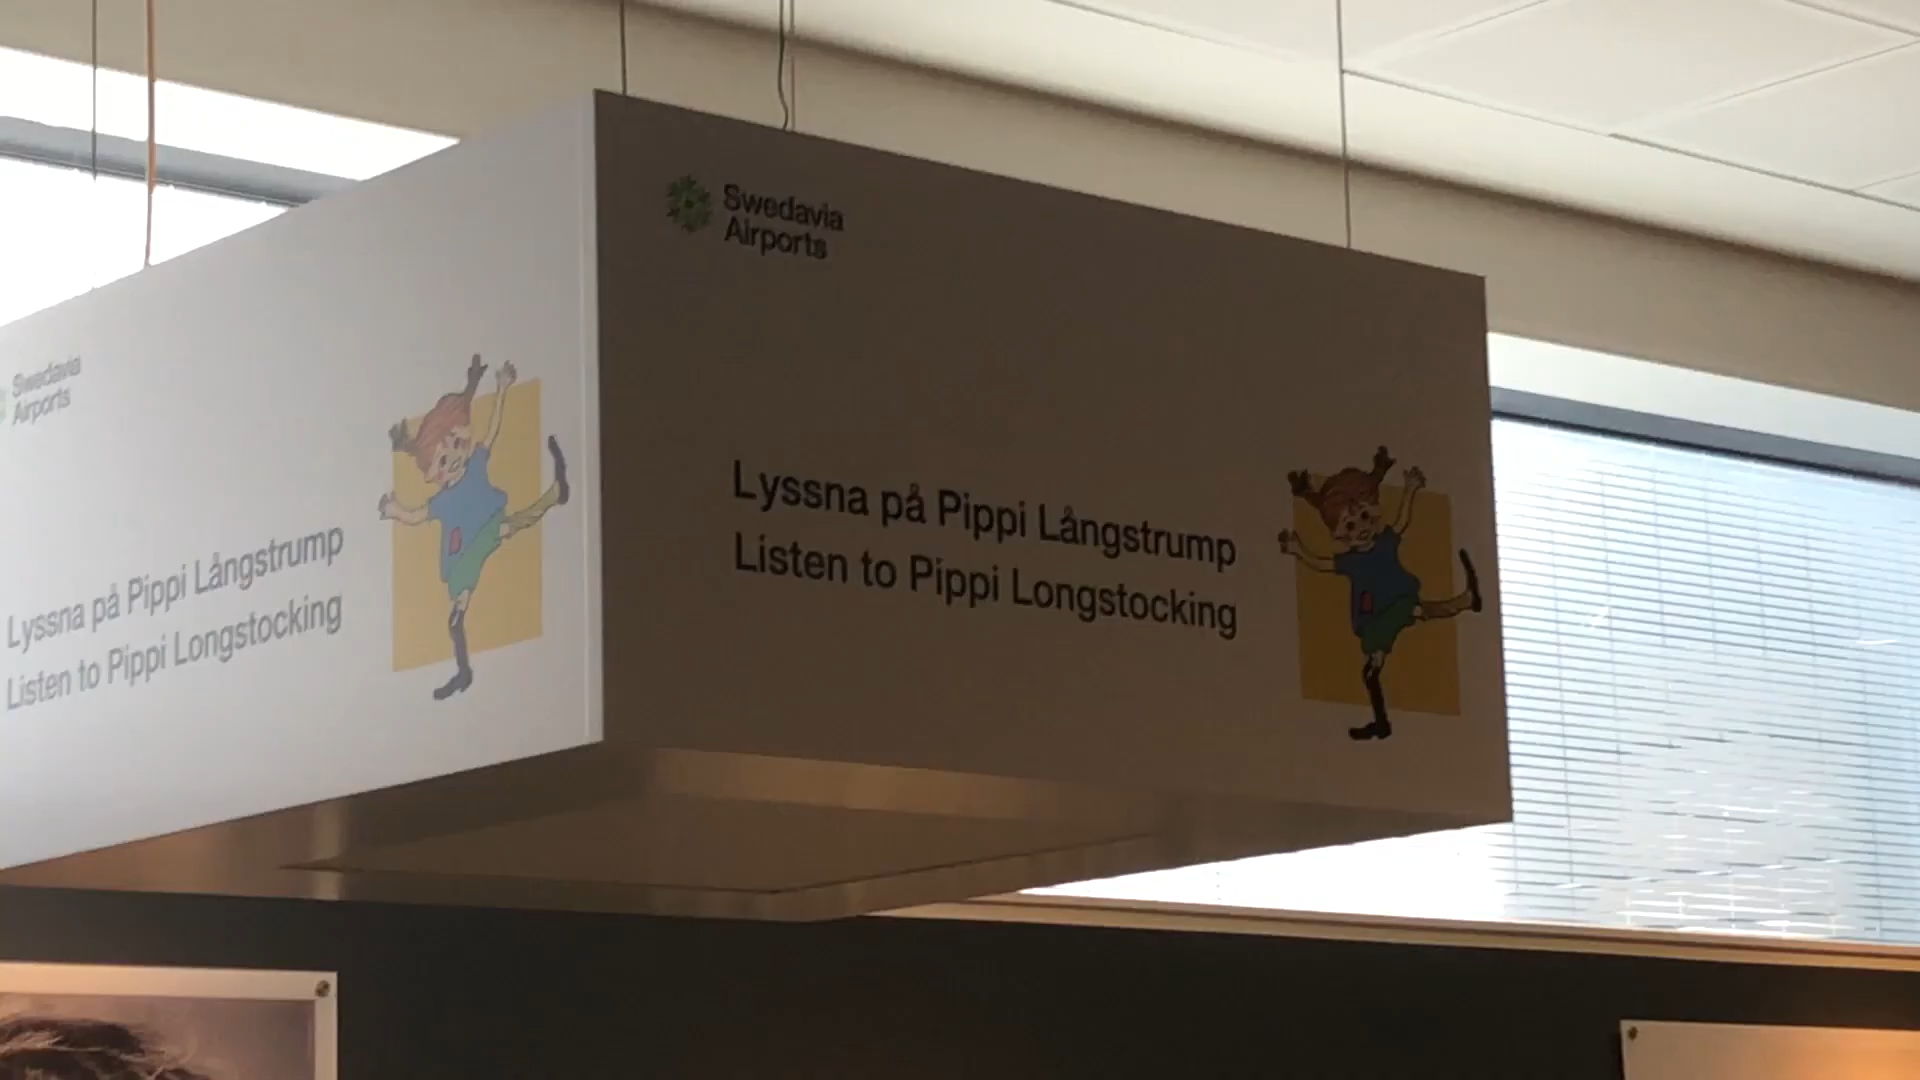 Swedavia
Airports
Lyssna på Pippi Långstrump
Listen to Pippi Longstocking
Swedavia
Airports
Lyssna på Pippi Långstrump
Listen to Pippi Longstocking